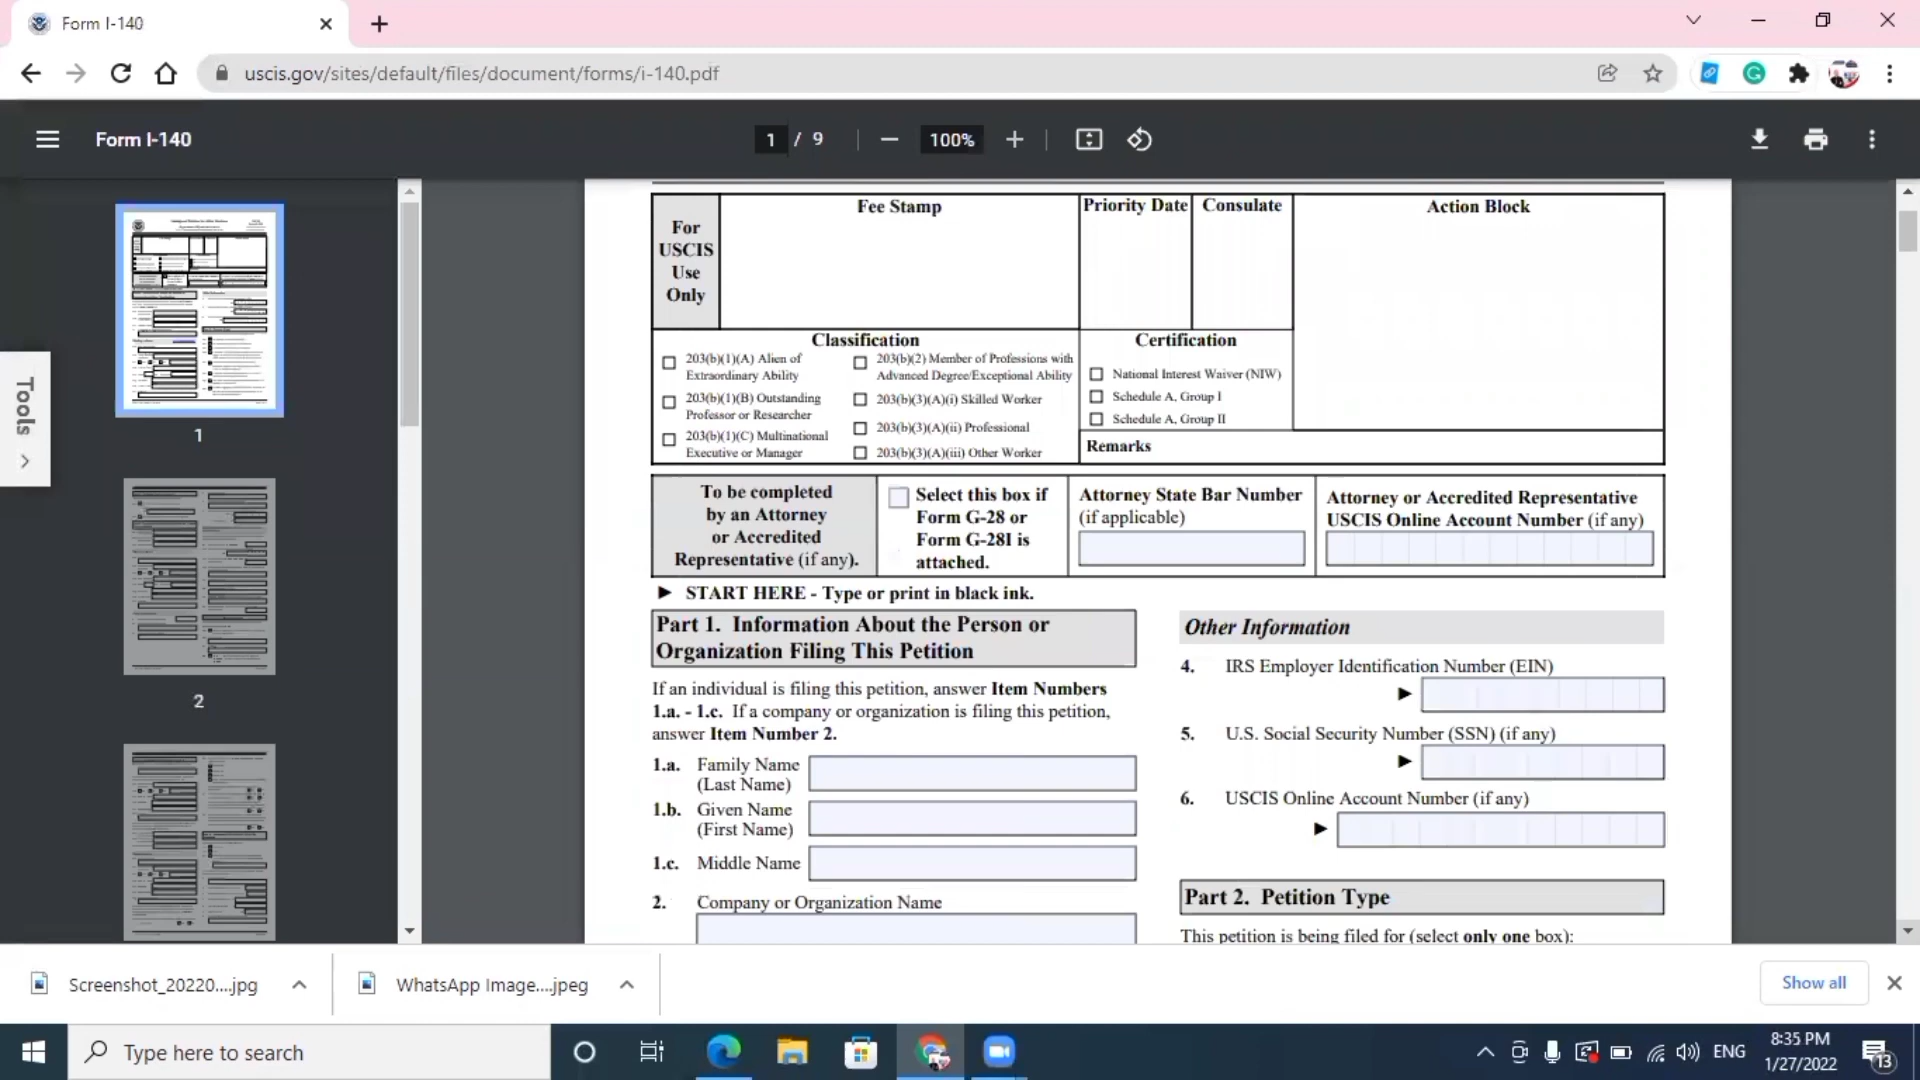 Form I-140
uscis.gov/sites/default/files/document/forms/i-140.pdf
Form I-140
1 / 9
100%
Tools
1
2
For
USCIS
Use
Only
Fee Stamp
Priority Date
Consulate
Action Block
Classification
203(b)(1)(A) Alien of
Extraordinary Ability
203(b)(1)(B) Outstanding
Professor or Researcher
203(b)(1)(C) Multinational
Executive or Manager
203(b)(2) Member of Professions with
Advanced Degree/Exceptional Ability
203(b)(3)(A)(i) Skilled Worker
203(b)(3)(A)(ii) Professional
203(b)(3)(A)(iii) Other Worker
Certification
National Interest Waiver (NIW)
Schedule A, Group I
Schedule A, Group II
Remarks
To be completed
by an Attorney
or Accredited
Representative (if any).
Select this box if
Form G-28 or
Form G-28I is
attached.
Attorney State Bar Number
(if applicable)
Attorney or Accredited Representative
USCIS Online Account Number (if any)
► START HERE - Type or print in black ink.
Part 1. Information About the Person or
Organization Filing This Petition
If an individual is filing this petition, answer Item Numbers
1.a. - 1.c. If a company or organization is filing this petition,
answer Item Number 2.
1.a. Family Name
(Last Name)
1.b. Given Name
(First Name)
1.c. Middle Name
2. Company or Organization Name
Other Information
4. IRS Employer Identification Number (EIN)
►
5. U.S. Social Security Number (SSN) (if any)
►
6. USCIS Online Account Number (if any)
►
Part 2. Petition Type
This petition is being filed for (select only one box):
Screenshot_20220....jpg
WhatsApp Image....jpeg
Show all
Type here to search
ENG
8:35 PM
1/27/2022
13